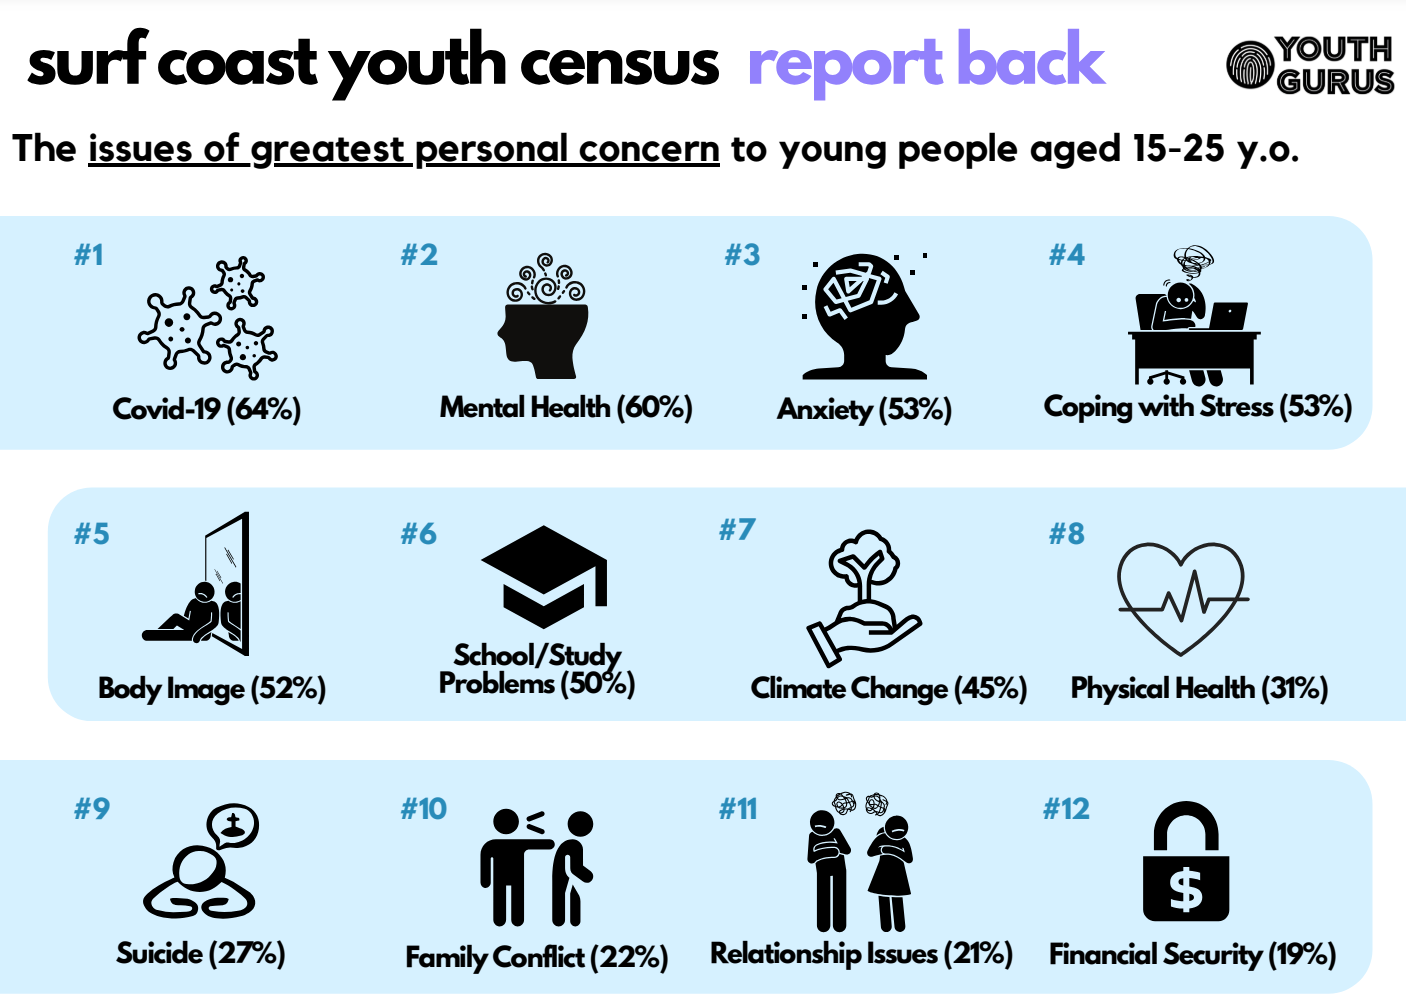 surf coast youth census report back
YOUTH
GURUS
The issues of greatest personal concern to young people aged 15-25 y.o.
#1
Covid-19 (64%)
#2
Mental Health (60%)
#3
Anxiety (53%)
#4
Coping with Stress (53%)
#5
Body Image (52%)
#6
School/Study
Problems (50%)
#7
Climate Change (45%)
#8
Physical Health (31%)
#9
Suicide (27%)
#10
Family Conflict (22%)
#11
Relationship Issues (21%)
#12
$
Financial Security (19%)